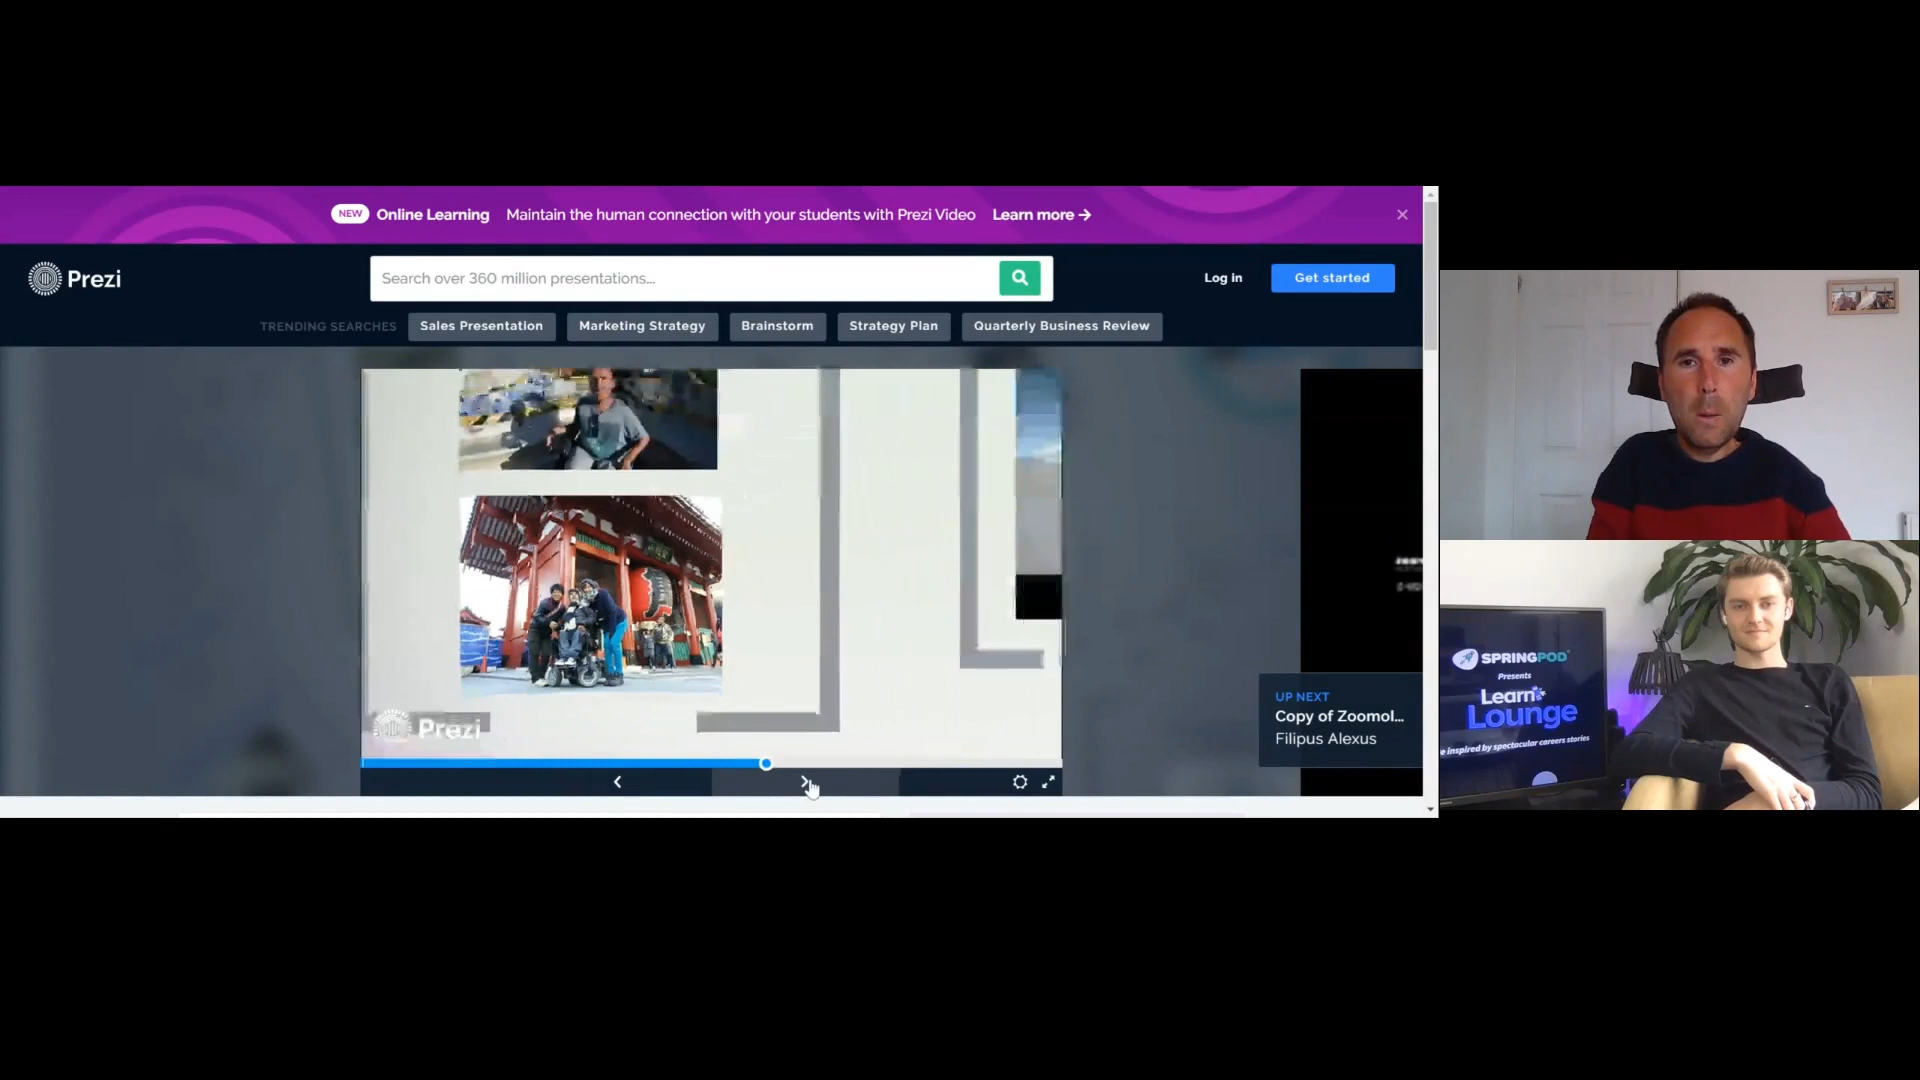 NEW Online Learning Maintain the human connection with your students with Prezi Video Learn more →
Prezi
Search over 360 million presentations...
Log in
Get started
TRENDING SEARCHES
Sales Presentation
Marketing Strategy
Brainstorm
Strategy Plan
Quarterly Business Review
Prezi
UP NEXT
Copy of Zoomol...
Filipus Alexus
SPRINGPOD
Presents
Learn
Lounge
e inspired by spectacular careers stories